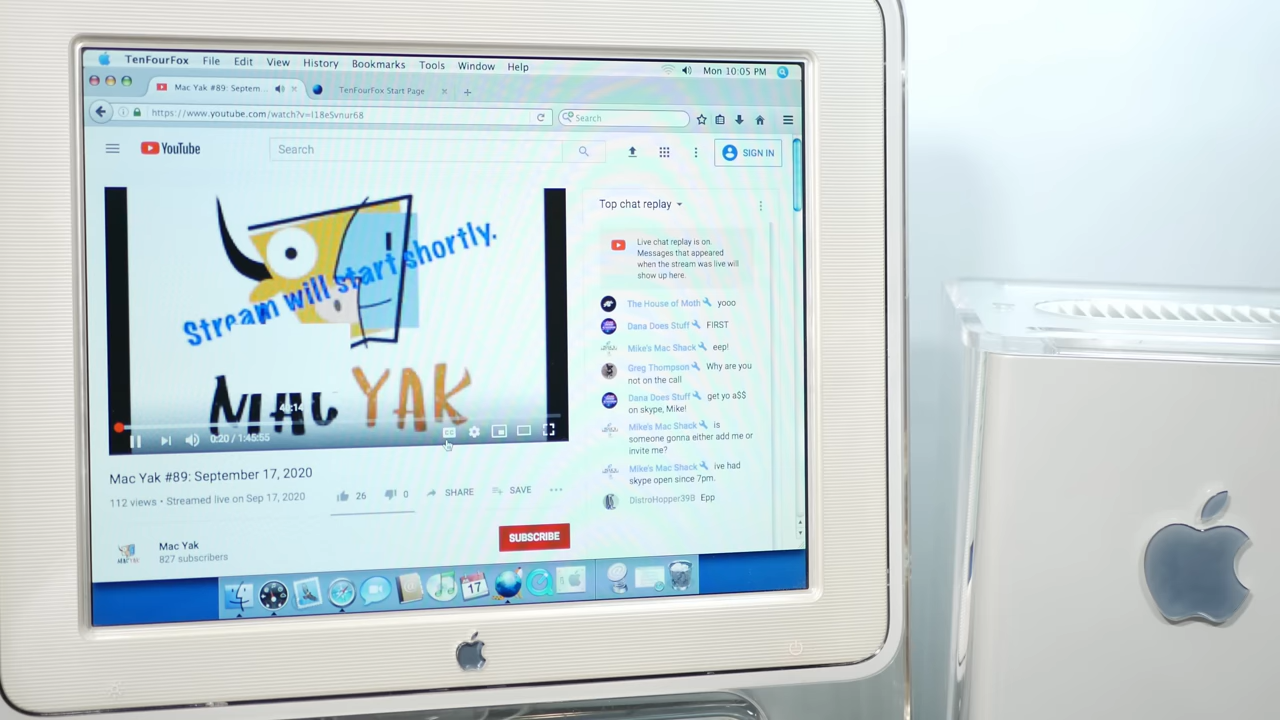 TenFourFox File Edit View History Bookmarks Tools Window Help Mon 10:05 PM
Mac Yak #89: Septem... TenFourFox Start Page
https://www.youtube.com/watch?v=I18eSvnur68 Search
YouTube Search SIGN IN
Stream will start shortly.
MAC YAK
0:20 / 1:45:55
Top chat replay
Live chat replay is on.
Messages that appeared
when the stream was live will
show up here.
The House of Moth yooo
Dana Does Stuff FIRST
Mike's Mac Shack eep!
Greg Thompson Why are you
not on the call
Dana Does Stuff get yo a$$
on skype, Mike!
Mike's Mac Shack is
someone gonna either add me or
invite me?
Mike's Mac Shack ive had
skype open since 7pm.
DistroHopper39B Epp
Mac Yak #89: September 17, 2020
112 views • Streamed live on Sep 17, 2020 26 0 SHARE SAVE
Mac Yak
827 subscribers
SUBSCRIBE
17